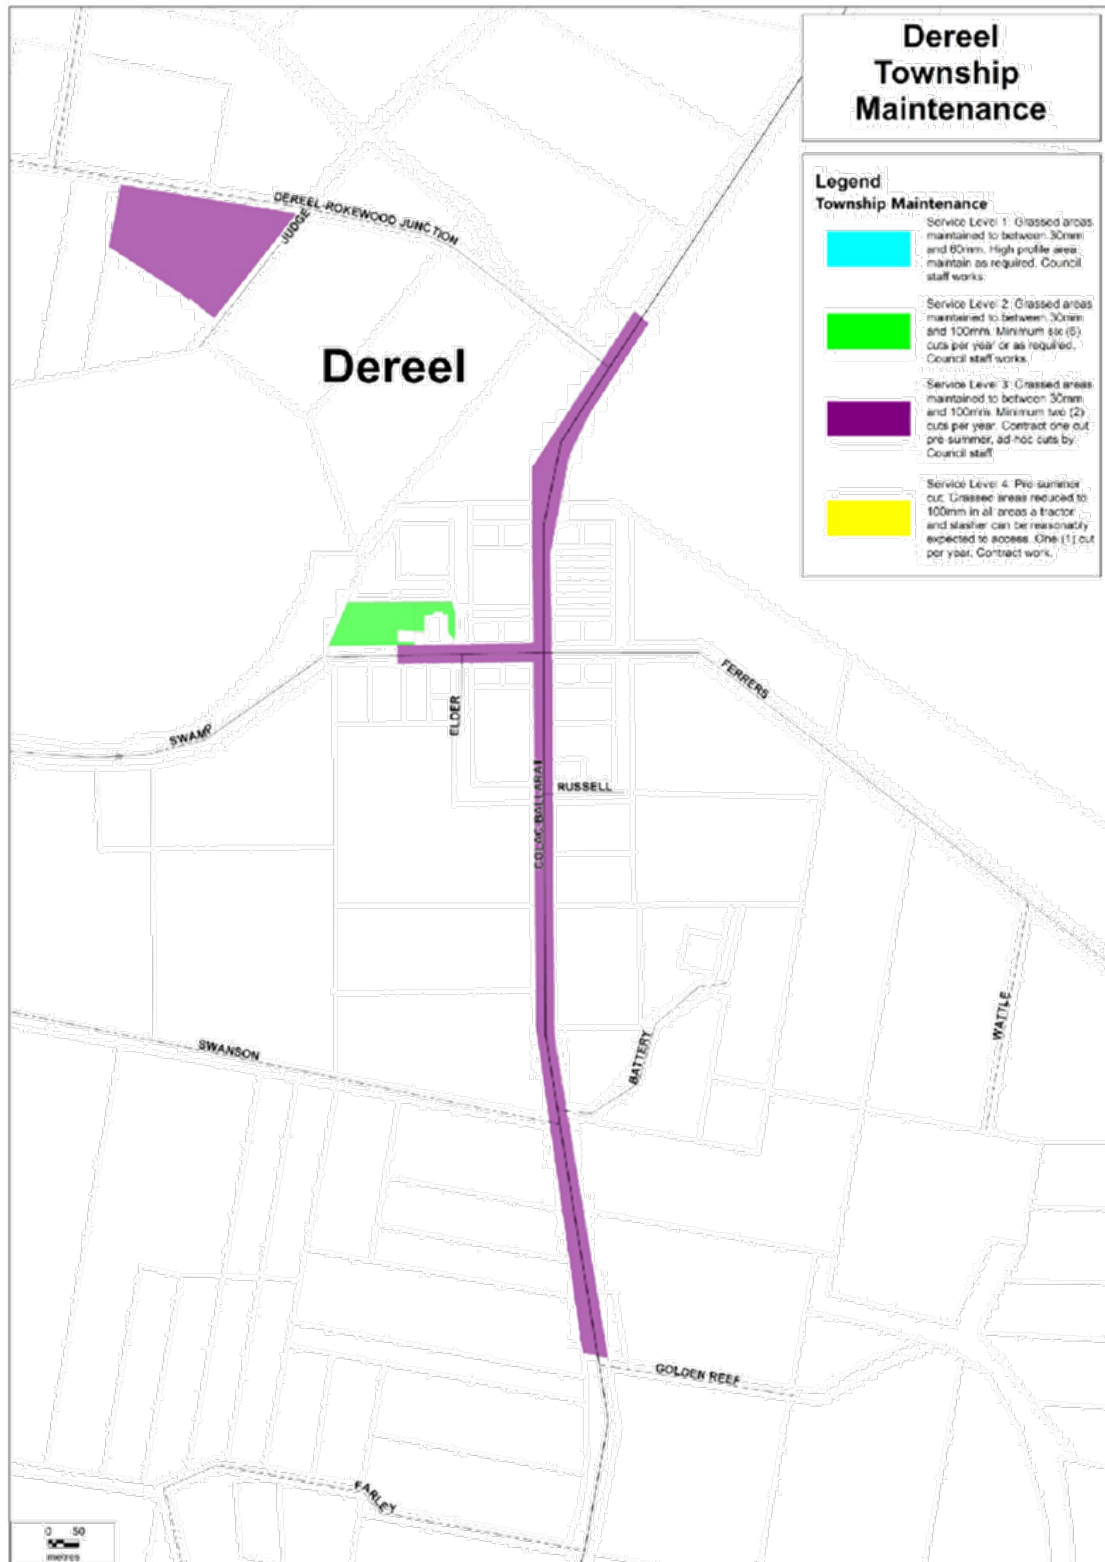 Dereel
Township
Maintenance
Legend
Township Maintenance
Service Level 1: Grassed areas
maintained to between 30mm
and 60mm. High profile area
maintain as required. Council
staff works.
Service Level 2: Grassed areas
maintained to between 30mm
and 100mm. Minimum six (6)
cuts per year or as required.
Council staff works.
Service Level 3: Grassed areas
maintained to between 30mm
and 100mm. Minimum two (2)
cuts per year. Contract one cut
pre-summer, ad-hoc cuts by
Council staff
Service Level 4: Pre-summer
cut. Grassed areas reduced to
100mm in all areas a tractor
and slasher can be reasonably
expected to access. One (1) cut
per year. Contract work.
DEREEL-ROKEWOOD JUNCTION
JUDGE
Dereel
FERRERS
ELDER
SWAMP
COLAC-BALLARAT
RUSSELL
WATTLE
BATTERY
SWANSON
GOLDEN REEF
FARLEY
0 50
metres